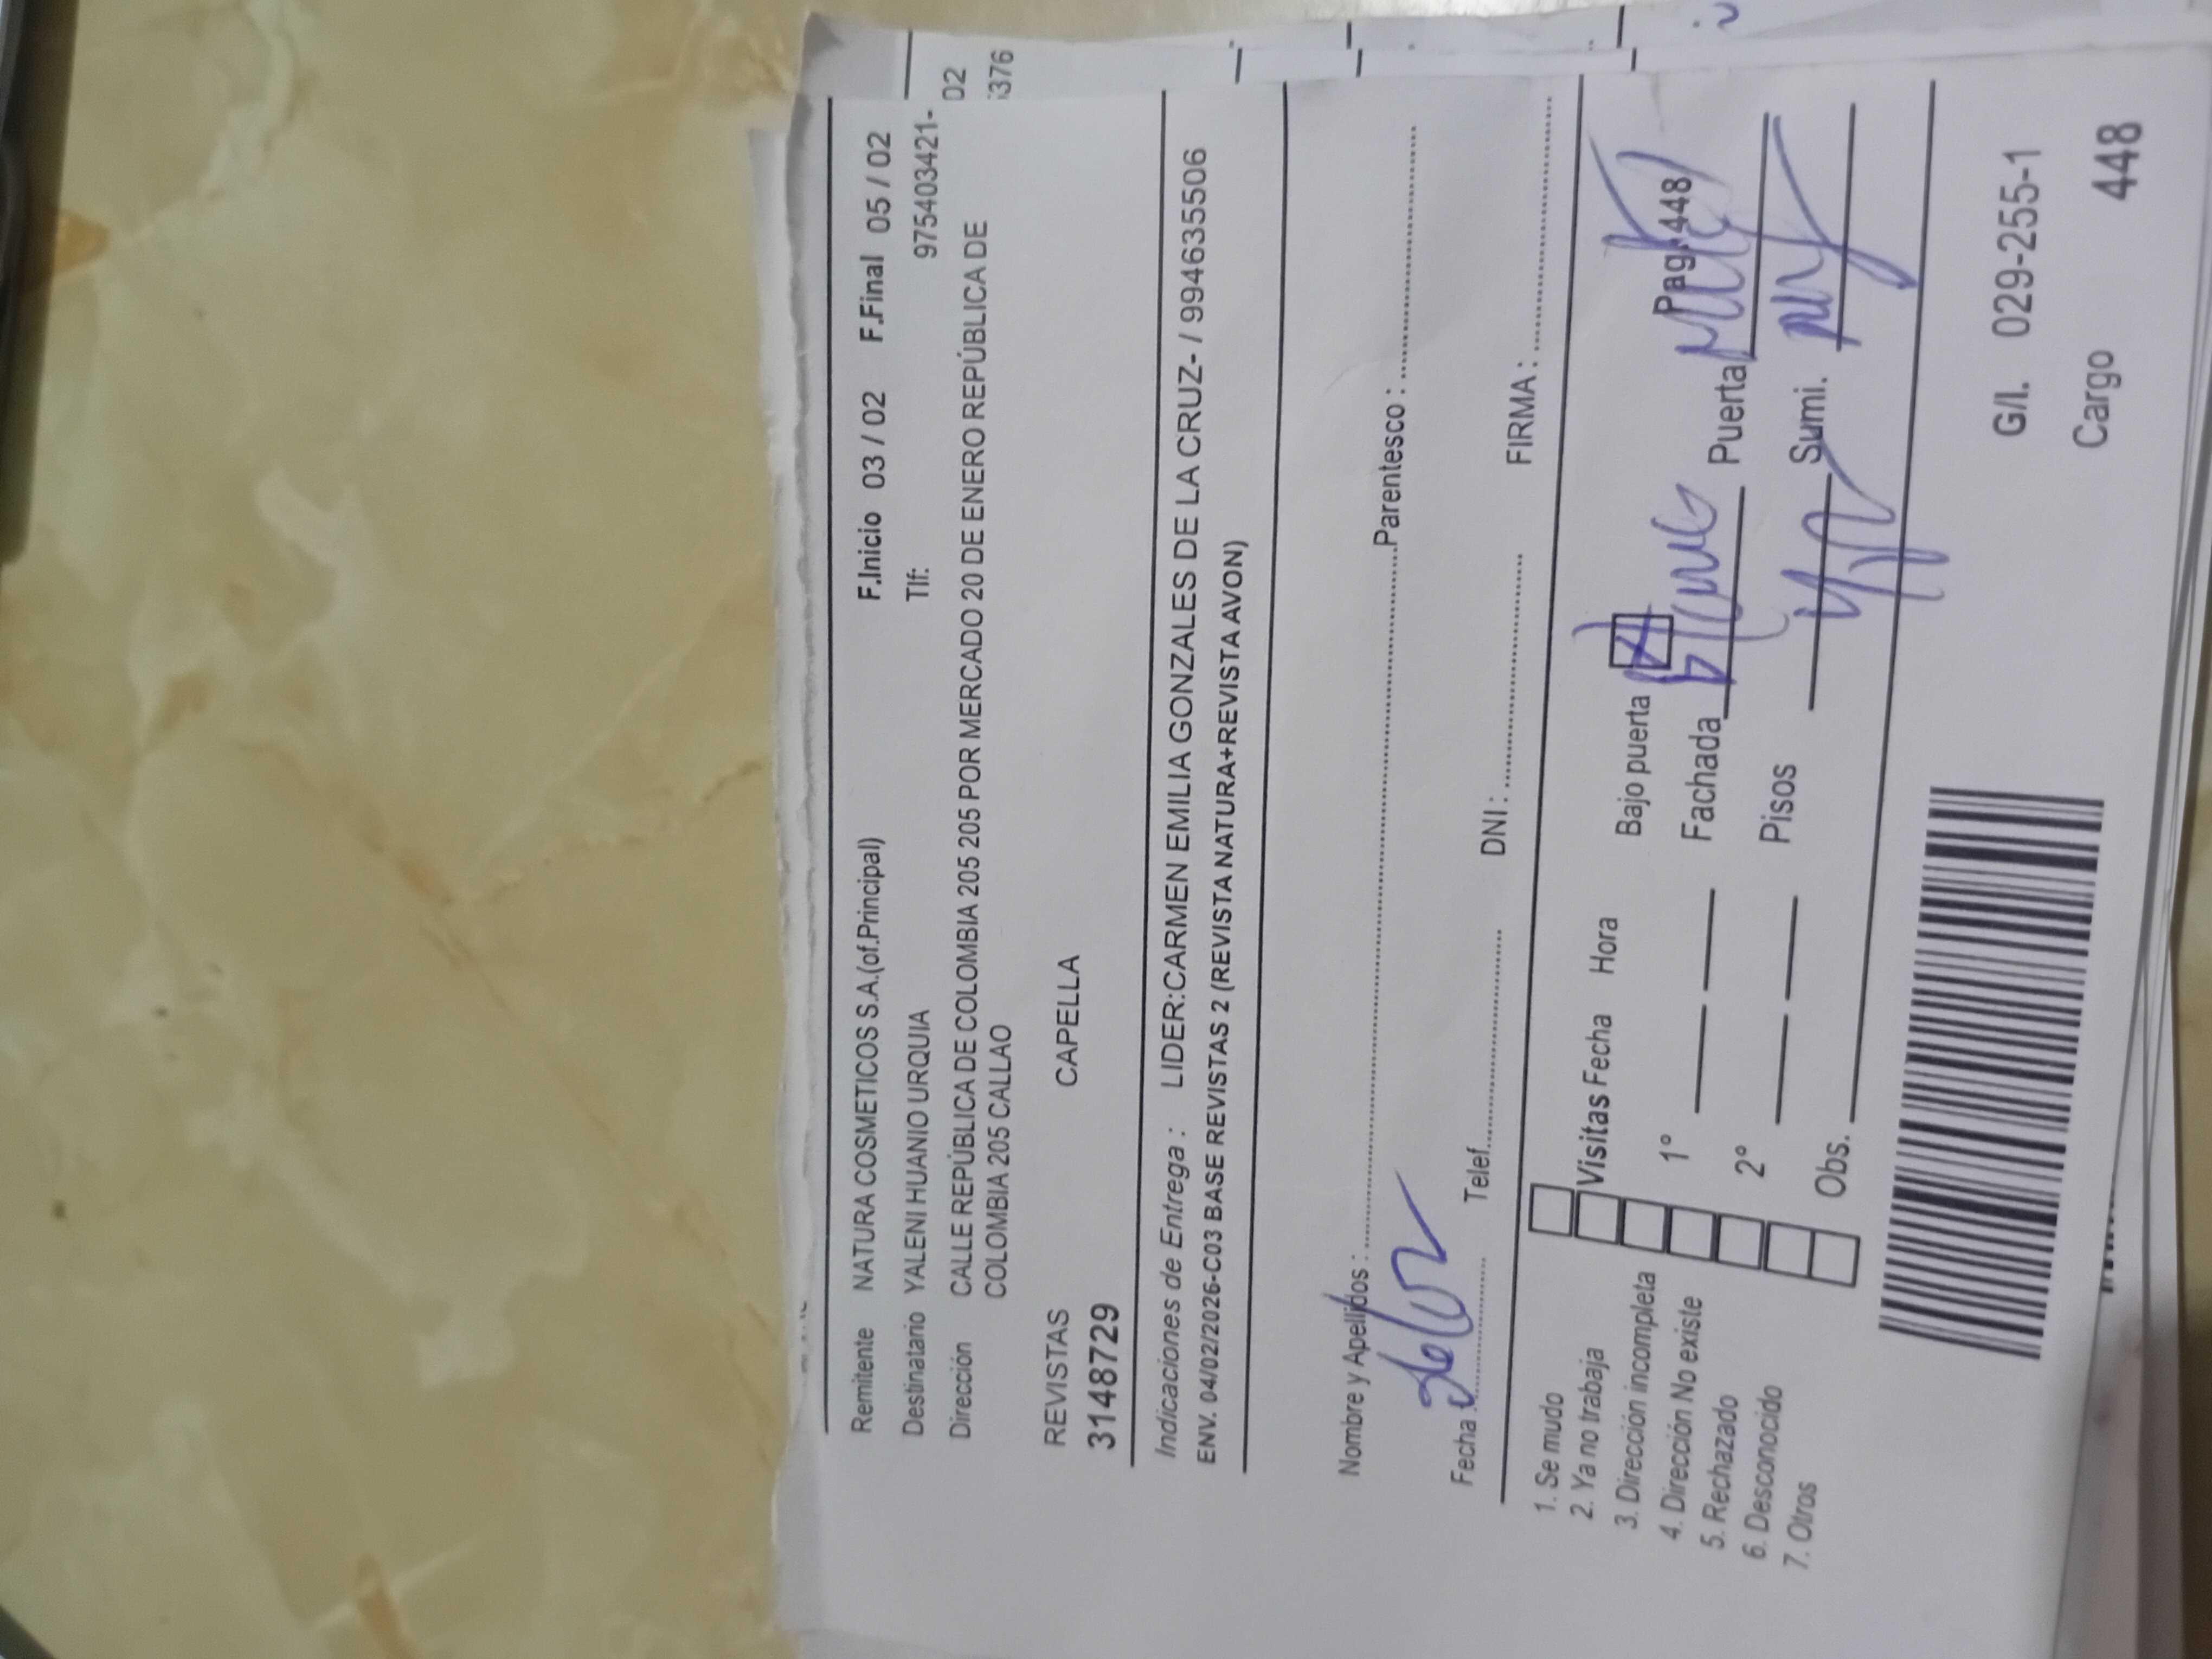 Remitente NATURA COSMETICOS S.A.(of.Principal) F.Inicio 03 / 02 F.Final 05 / 02
Destinatario YALENI HUANIO URQUIA Tlf: 975403421-
02
Dirección CALLE REPÚBLICA DE COLOMBIA 205 205 POR MERCADO 20 DE ENERO REPÚBLICA DE
COLOMBIA 205 CALLAO
376
REVISTAS CAPELLA
3148729
Indicaciones de Entrega : LIDER:CARMEN EMILIA GONZALES DE LA CRUZ- / 994635506
ENV. 04/02/2026-C03 BASE REVISTAS 2 (REVISTA NATURA+REVISTA AVON)
Nombre y Apellidos : Parentesco :
Fecha : Telef. DNI : FIRMA :
1. Se mudo
2. Ya no trabaja
3. Dirección incompleta
4. Dirección No existe
5. Rechazado
6. Desconocido
7. Otros
Visitas Fecha Hora Bajo puerta Pag. 448
1º Fachada Puerta
2º Pisos Sumi.
Obs.
G/I. 029-255-1
Cargo 448